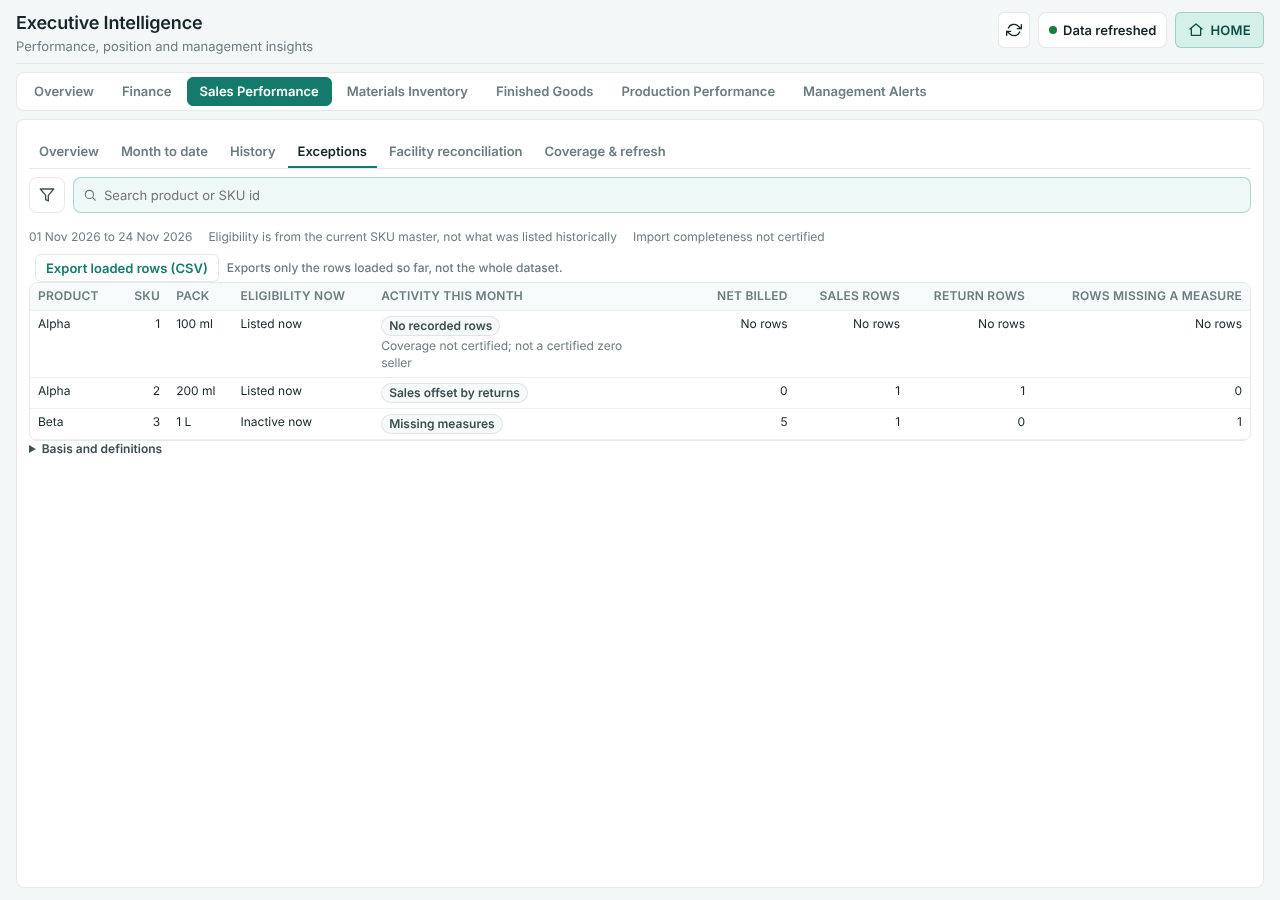 Executive Intelligence
Performance, position and management insights
Data refreshed
HOME
Overview Finance Sales Performance Materials Inventory Finished Goods Production Performance Management Alerts
Overview Month to date History Exceptions Facility reconciliation Coverage & refresh
Search product or SKU id
01 Nov 2026 to 24 Nov 2026 Eligibility is from the current SKU master, not what was listed historically Import completeness not certified
Export loaded rows (CSV) Exports only the rows loaded so far, not the whole dataset.
PRODUCT SKU PACK ELIGIBILITY NOW ACTIVITY THIS MONTH NET BILLED SALES ROWS RETURN ROWS ROWS MISSING A MEASURE
Alpha 1 100 ml Listed now No recorded rows No rows No rows No rows No rows
Coverage not certified; not a certified zero
seller
Alpha 2 200 ml Listed now Sales offset by returns 0 1 1 0
Beta 3 1 L Inactive now Missing measures 5 1 0 1
Basis and definitions